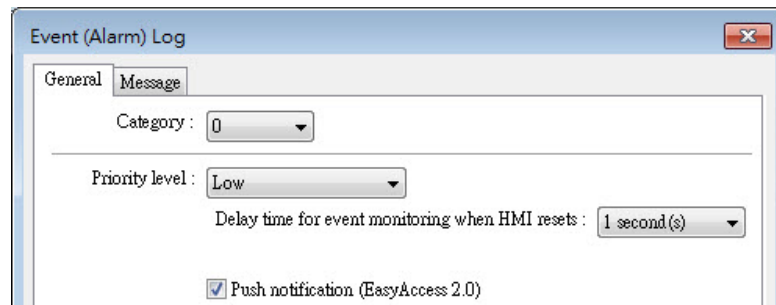 Event (Alarm) Log
General Message
Category : 0
Priority level : Low
Delay time for event monitoring when HMI resets : 1 second(s)
Push notification (EasyAccess 2.0)